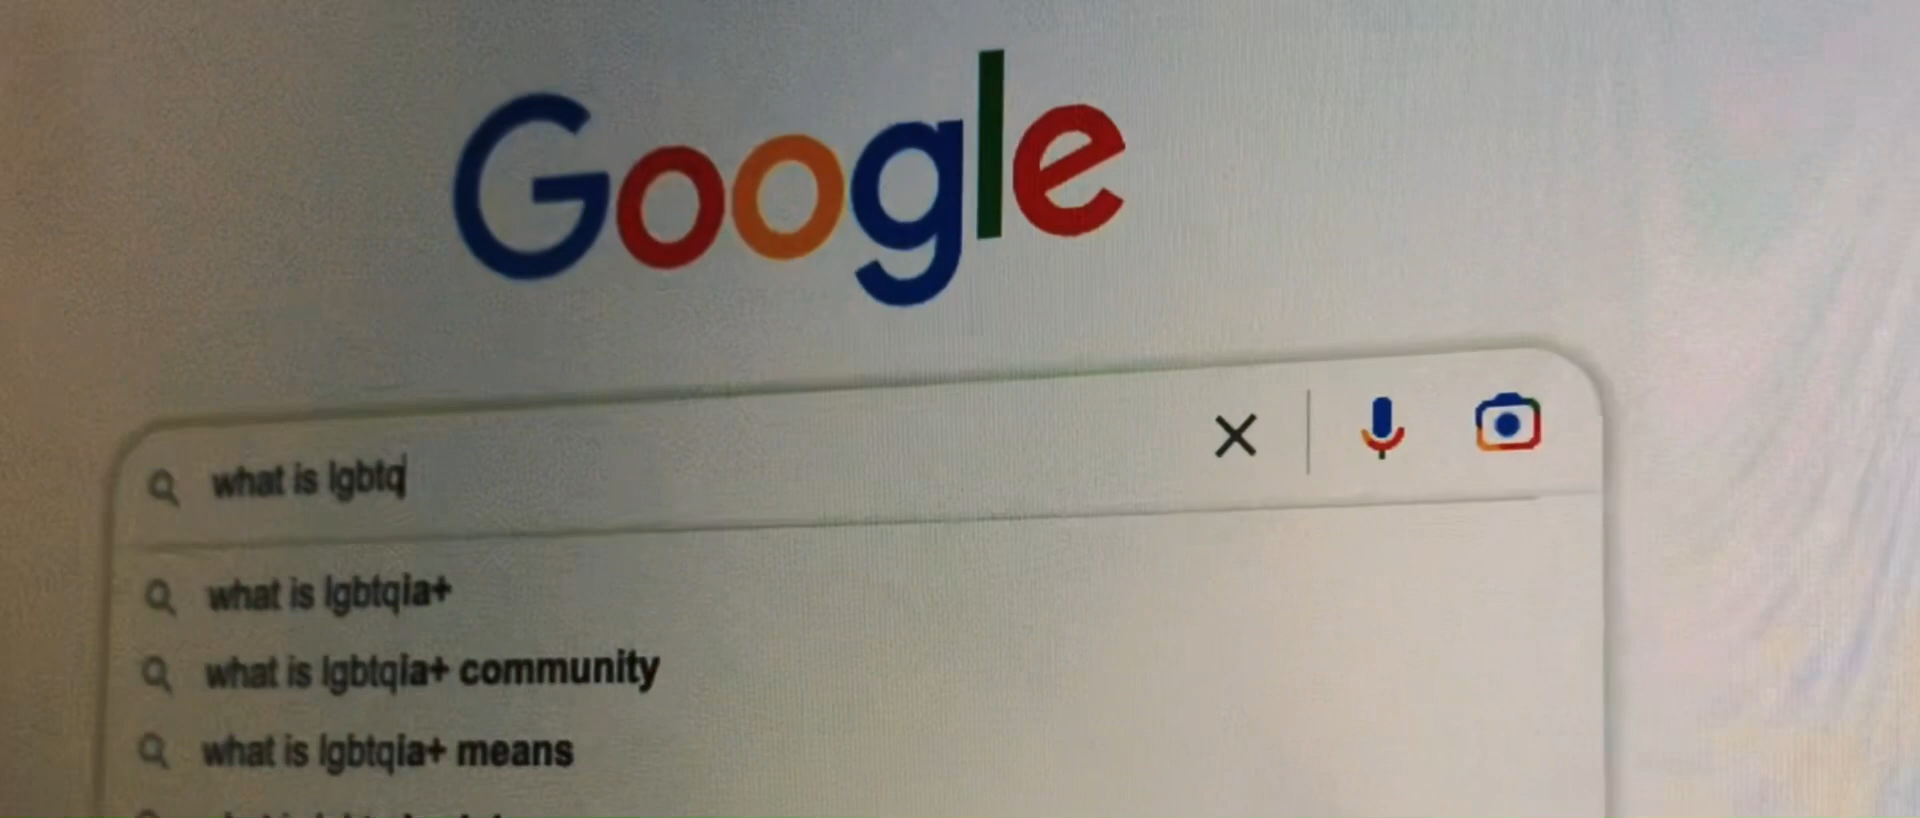 Google
what is lgbtq
what is lgbtqia+
what is lgbtqia+ community
what is lgbtqia+ means